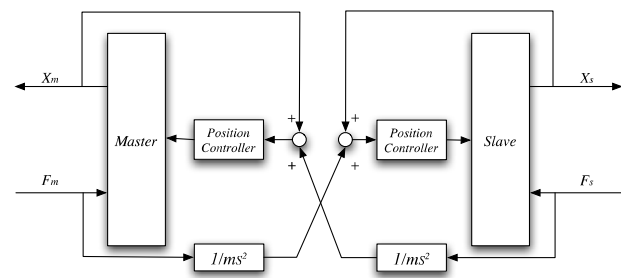 Xm
Xs
+
+
Master
Position
Controller
Position
Controller
Slave
+
+
Fm
Fs
1/ms²
1/ms²